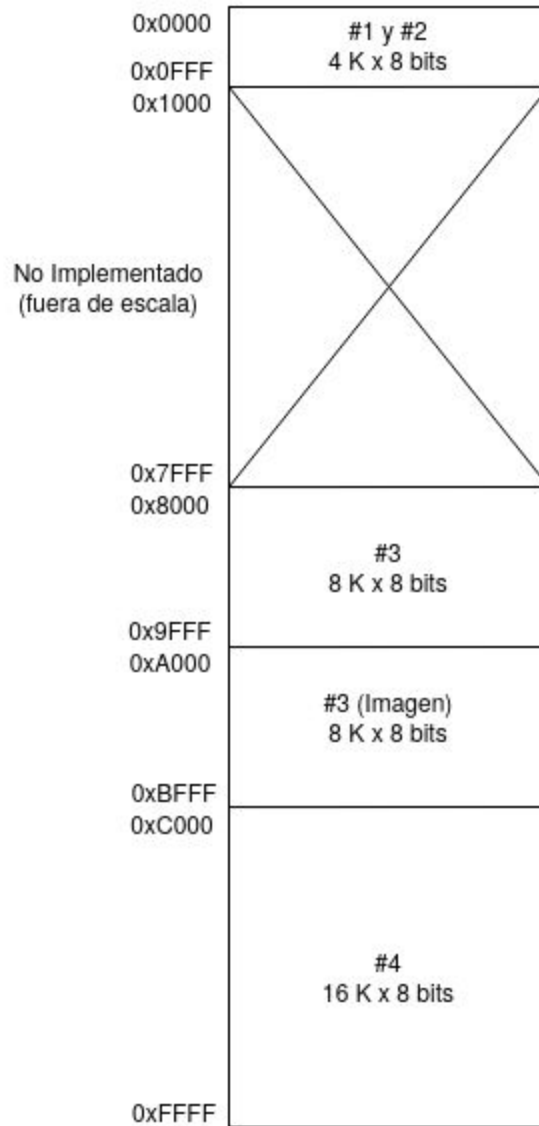 0x0000
#1 y #2
4 K x 8 bits
0x0FFF
0x1000
No Implementado
(fuera de escala)
0x7FFF
0x8000
#3
8 K x 8 bits
0x9FFF
0xA000
#3 (Imagen)
8 K x 8 bits
0xBFFF
0xC000
#4
16 K x 8 bits
0xFFFF